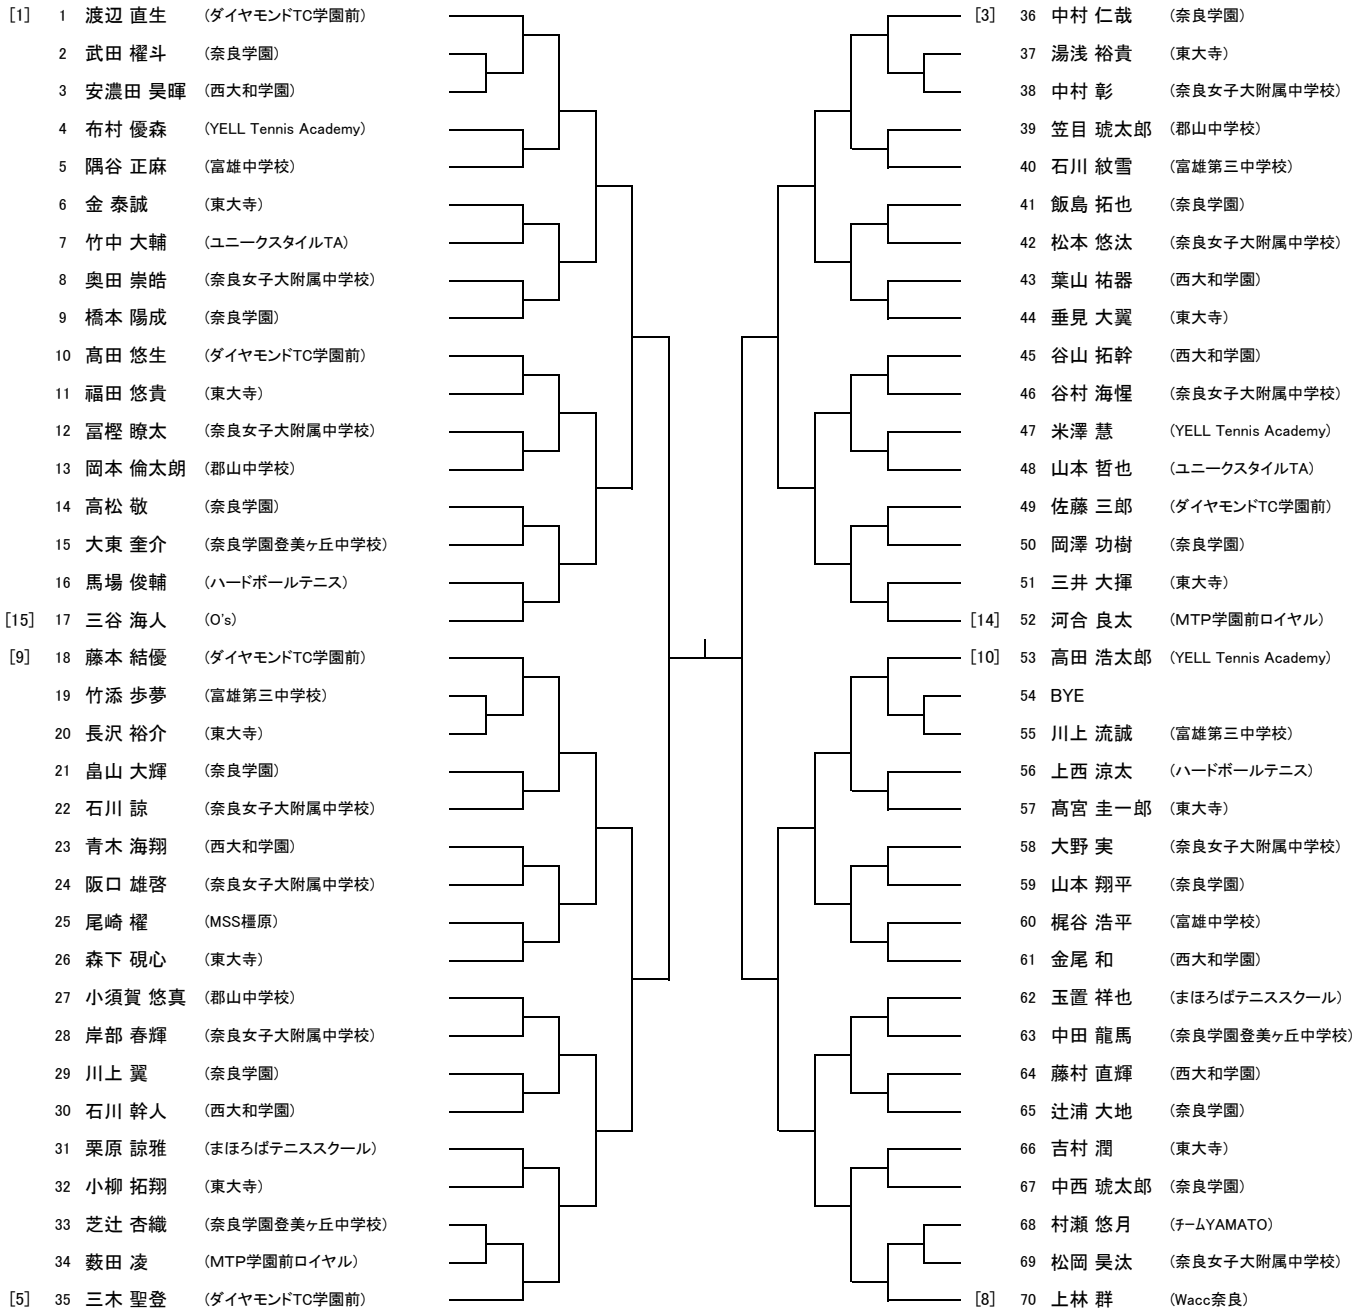 [1] 1 渡辺 直生 (ダイヤモンドTC学園前)
2 武田 櫂斗 (奈良学園)
3 安濃田 昊暉 (西大和学園)
4 布村 優森 (YELL Tennis Academy)
5 隅谷 正麻 (富雄中学校)
6 金 泰誠 (東大寺)
7 竹中 大輔 (ユニークスタイルTA)
8 奥田 崇皓 (奈良女子大附属中学校)
9 橋本 陽成 (奈良学園)
10 髙田 悠生 (ダイヤモンドTC学園前)
11 福田 悠貴 (東大寺)
12 冨樫 瞭太 (奈良女子大附属中学校)
13 岡本 倫太朗 (郡山中学校)
14 高松 敬 (奈良学園)
15 大東 奎介 (奈良学園登美ヶ丘中学校)
16 馬場 俊輔 (ハードボールテニス)
[15] 17 三谷 海人 (O's)
[9] 18 藤本 結優 (ダイヤモンドTC学園前)
19 竹添 歩夢 (富雄第三中学校)
20 長沢 裕介 (東大寺)
21 畠山 大輝 (奈良学園)
22 石川 諒 (奈良女子大附属中学校)
23 青木 海翔 (西大和学園)
24 阪口 雄啓 (奈良女子大附属中学校)
25 尾崎 櫂 (MSS橿原)
26 森下 硯心 (東大寺)
27 小須賀 悠真 (郡山中学校)
28 岸部 春輝 (奈良女子大附属中学校)
29 川上 翼 (奈良学園)
30 石川 幹人 (西大和学園)
31 栗原 諒雅 (まほろばテニススクール)
32 小柳 拓翔 (東大寺)
33 芝辻 杏織 (奈良学園登美ヶ丘中学校)
34 薮田 凌 (MTP学園前ロイヤル)
[5] 35 三木 聖登 (ダイヤモンドTC学園前)
[3] 36 中村 仁哉 (奈良学園)
37 湯浅 裕貴 (東大寺)
38 中村 彰 (奈良女子大附属中学校)
39 笠目 琥太郎 (郡山中学校)
40 石川 紋雪 (富雄第三中学校)
41 飯島 拓也 (奈良学園)
42 松本 悠汰 (奈良女子大附属中学校)
43 葉山 祐器 (西大和学園)
44 垂見 大翼 (東大寺)
45 谷山 拓幹 (西大和学園)
46 谷村 海惺 (奈良女子大附属中学校)
47 米澤 慧 (YELL Tennis Academy)
48 山本 哲也 (ユニークスタイルTA)
49 佐藤 三郎 (ダイヤモンドTC学園前)
50 岡澤 功樹 (奈良学園)
51 三井 大揮 (東大寺)
[14] 52 河合 良太 (MTP学園前ロイヤル)
[10] 53 高田 浩太郎 (YELL Tennis Academy)
54 BYE
55 川上 流誠 (富雄第三中学校)
56 上西 涼太 (ハードボールテニス)
57 髙宮 圭一郎 (東大寺)
58 大野 実 (奈良女子大附属中学校)
59 山本 翔平 (奈良学園)
60 梶谷 浩平 (富雄中学校)
61 金尾 和 (西大和学園)
62 玉置 祥也 (まほろばテニススクール)
63 中田 龍馬 (奈良学園登美ヶ丘中学校)
64 藤村 直輝 (西大和学園)
65 辻浦 大地 (奈良学園)
66 吉村 潤 (東大寺)
67 中西 琥太郎 (奈良学園)
68 村瀬 悠月 (チームYAMATO)
69 松岡 昊汰 (奈良女子大附属中学校)
[8] 70 上林 群 (Wacc奈良)